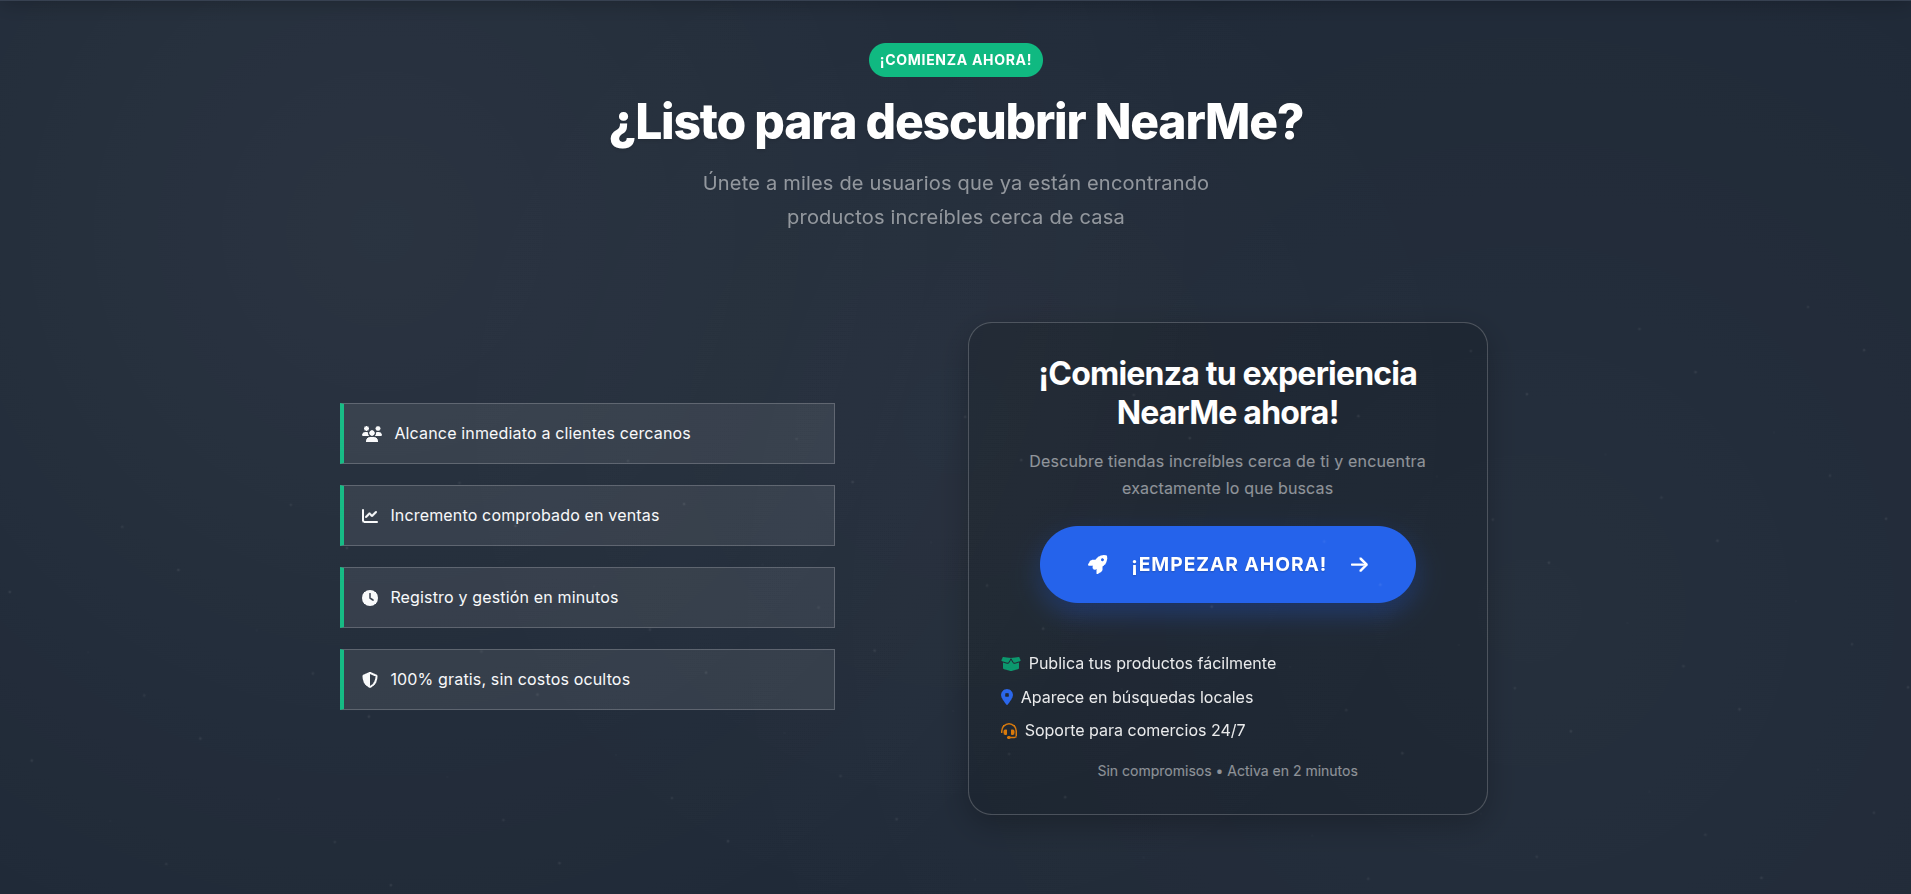 ¡COMIENZA AHORA!
¿Listo para descubrir NearMe?
Únete a miles de usuarios que ya están encontrando
productos increíbles cerca de casa
Alcance inmediato a clientes cercanos
Incremento comprobado en ventas
Registro y gestión en minutos
100% gratis, sin costos ocultos
¡Comienza tu experiencia
NearMe ahora!
Descubre tiendas increíbles cerca de ti y encuentra
exactamente lo que buscas
¡EMPEZAR AHORA!
Publica tus productos fácilmente
Aparece en búsquedas locales
Soporte para comercios 24/7
Sin compromisos • Activa en 2 minutos